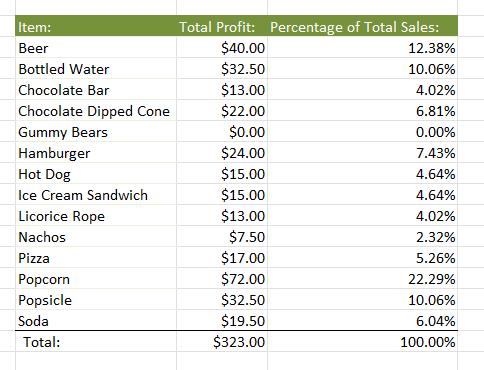 Item: Total Profit: Percentage of Total Sales:
Beer $40.00 12.38%
Bottled Water $32.50 10.06%
Chocolate Bar $13.00 4.02%
Chocolate Dipped Cone $22.00 6.81%
Gummy Bears $0.00 0.00%
Hamburger $24.00 7.43%
Hot Dog $15.00 4.64%
Ice Cream Sandwich $15.00 4.64%
Licorice Rope $13.00 4.02%
Nachos $7.50 2.32%
Pizza $17.00 5.26%
Popcorn $72.00 22.29%
Popsicle $32.50 10.06%
Soda $19.50 6.04%
Total: $323.00 100.00%